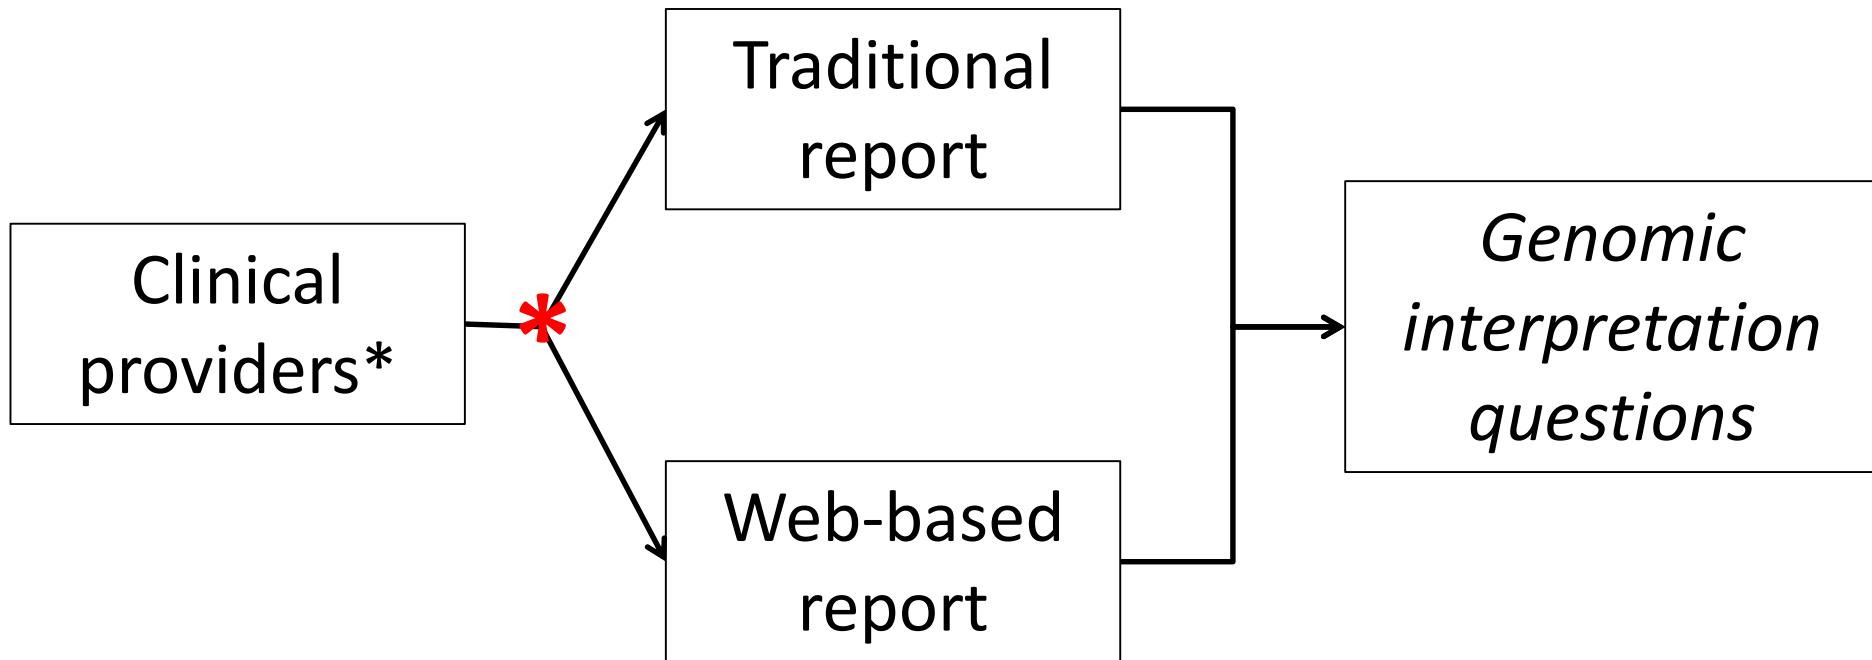 Traditional
report
Clinical
providers*
*
Genomic
interpretation
questions
Web-based
report